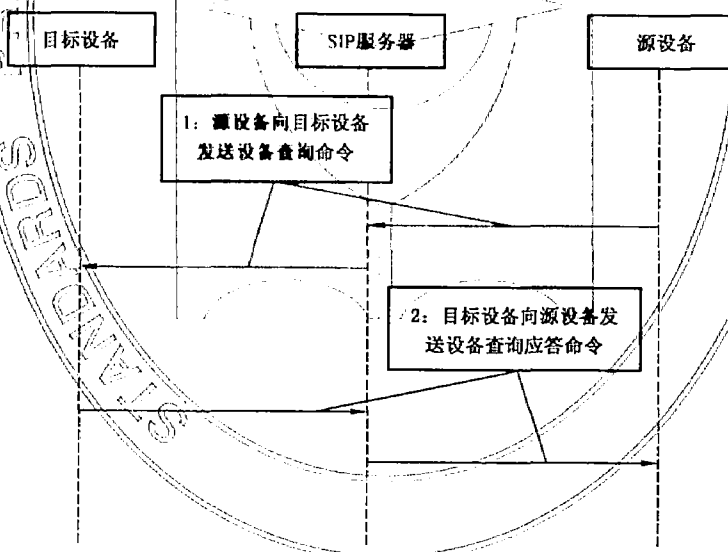 目标设备
SIP服务器
源设备
1：源设备向目标设备
发送设备查询命令
2：目标设备向源设备发
送设备查询应答命令
STANDARDS